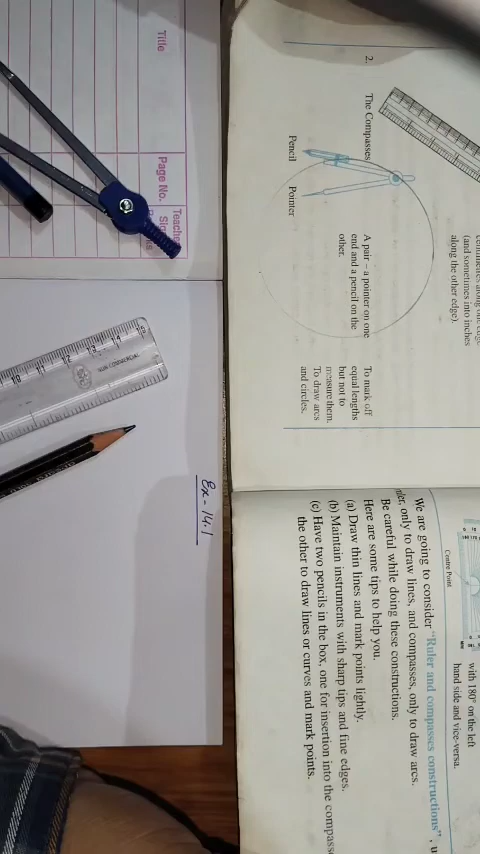 Title
Page No.
Teacher
Ex - 14.1
2.
The Compasses
Pencil
Pointer
A pair – a pointer on one
end and a pencil on the
other.
(and sometimes into inches
along the other edge).
To mark off
equal lengths
but not to
measure them.
To draw arcs
and circles.
Centre Point
with 180° on the left
hand side and vice-versa.
We are going to consider "Ruler and compasses constructions", u
ruler, only to draw lines, and compasses, only to draw arcs.
Be careful while doing these constructions.
Here are some tips to help you.
(a) Draw thin lines and mark points lightly.
(b) Maintain instruments with sharp tips and fine edges.
(c) Have two pencils in the box, one for insertion into the compasse
the other to draw lines or curves and mark points.